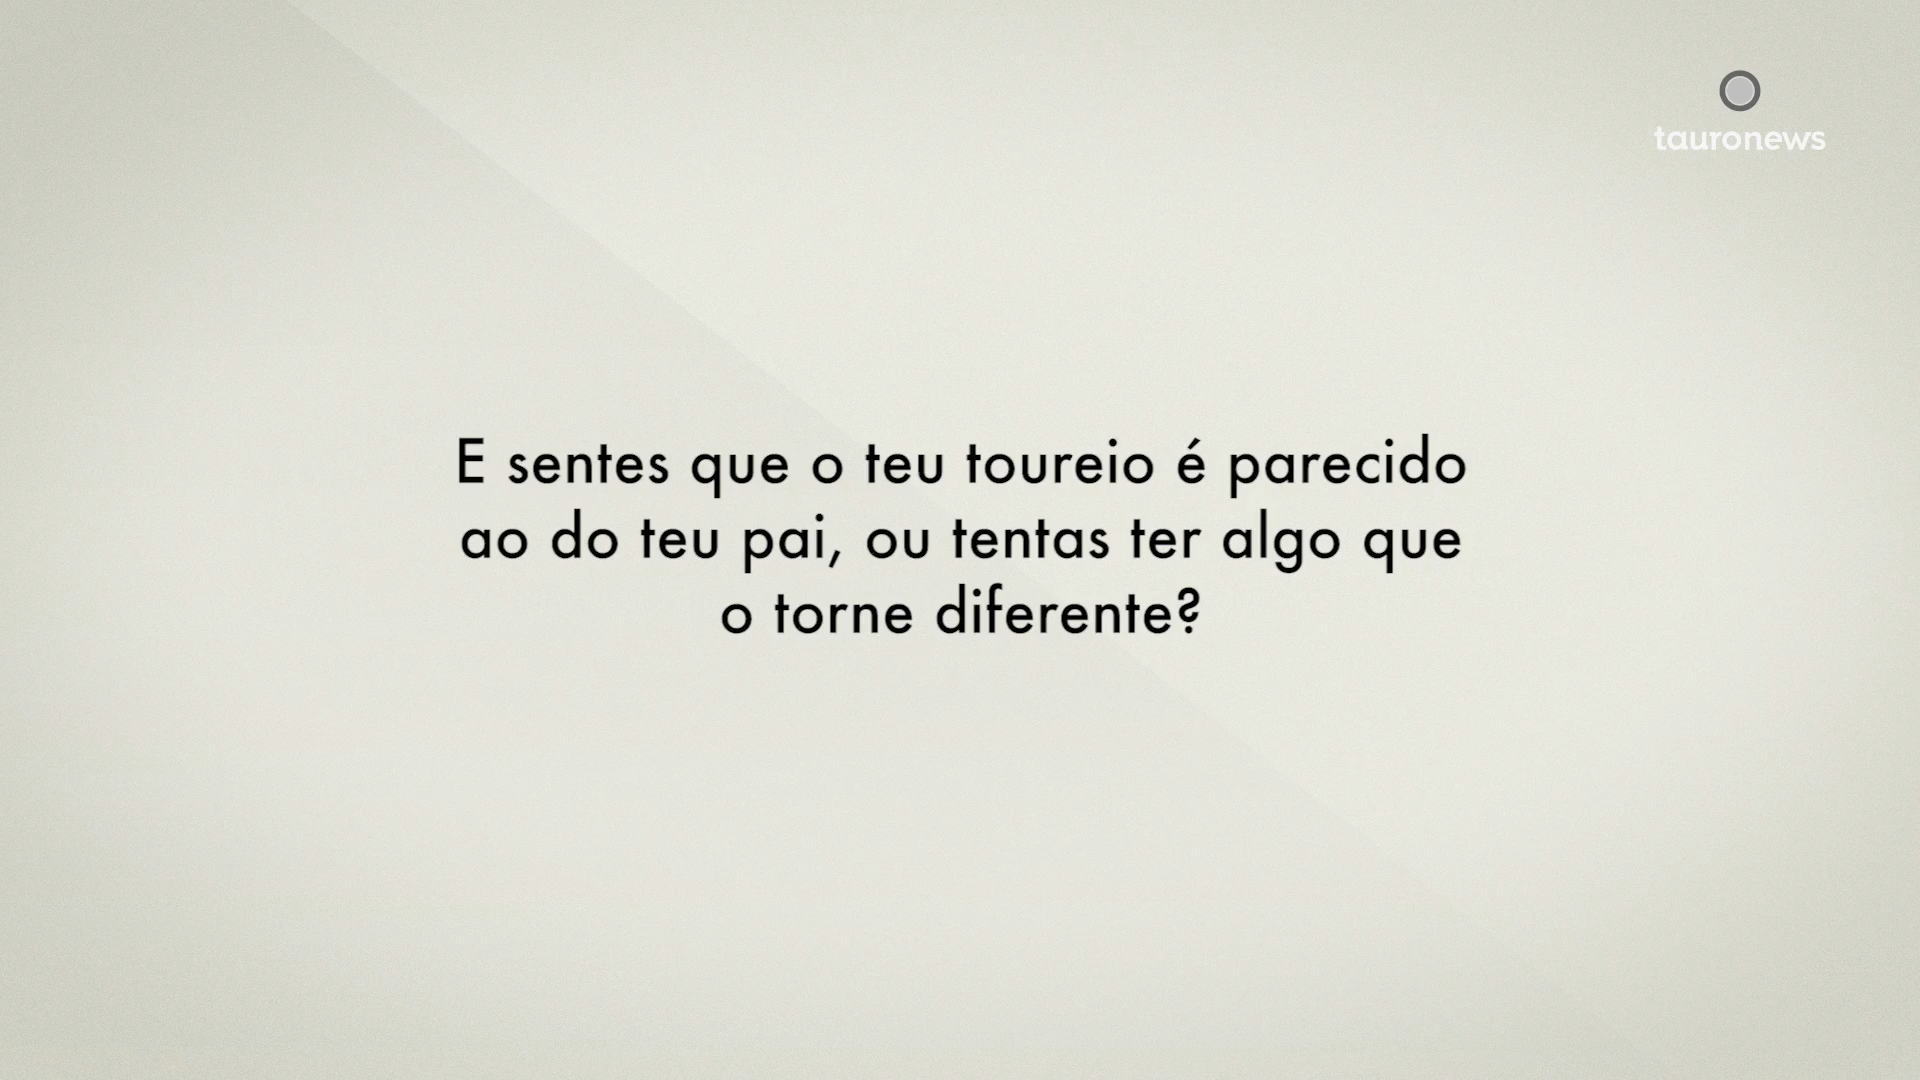 tauronews
E sentes que o teu toureio é parecido
ao do teu pai, ou tentas ter algo que
o torne diferente?